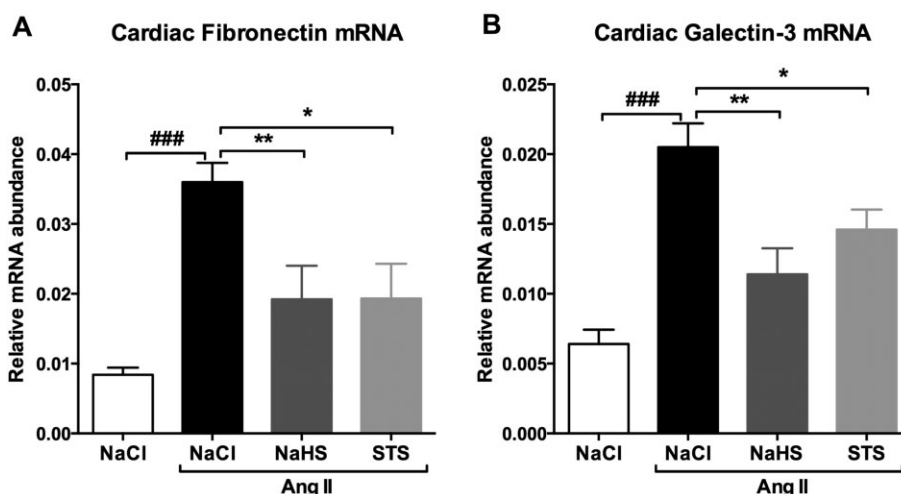 A
Cardiac Fibronectin mRNA
Relative mRNA abundance
0.05
0.04
0.03
0.02
0.01
0.00
###
**
*
NaCl
NaCl
NaHS
STS
Ang II
B
Cardiac Galectin-3 mRNA
Relative mRNA abundance
0.025
0.020
0.015
0.010
0.005
0.000
###
**
*
NaCl
NaCl
NaHS
STS
Ang II